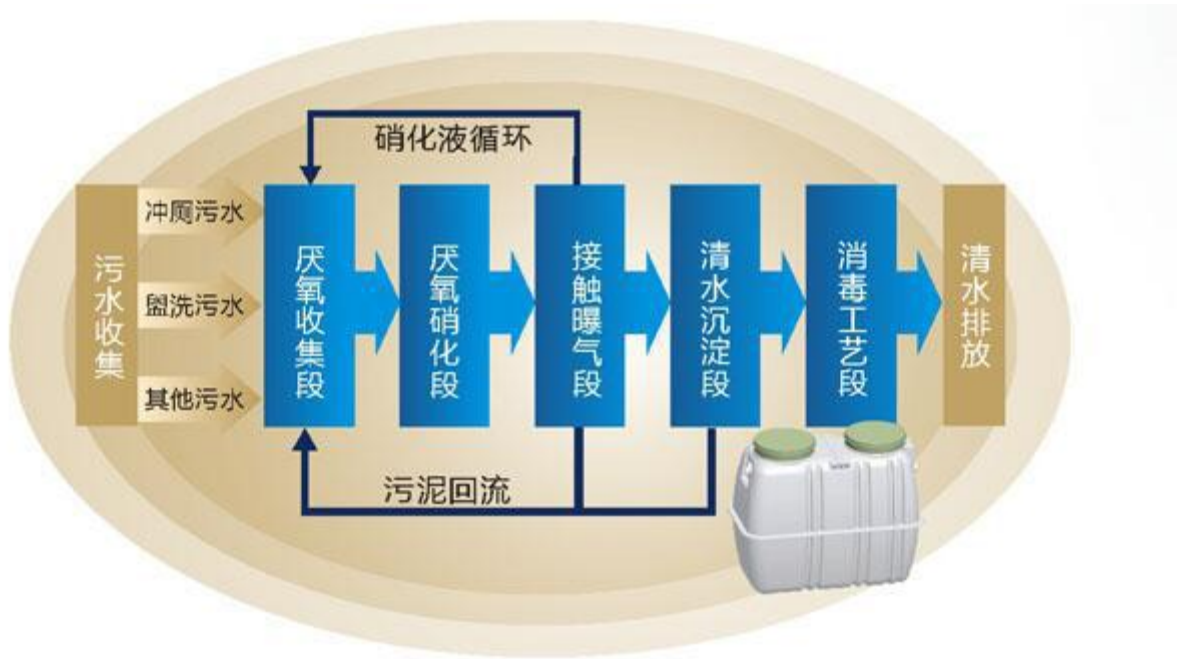 硝化液循环
污水收集
冲厕污水
盥洗污水
其他污水
厌氧收集段
厌氧硝化段
接触曝气段
清水沉淀段
消毒工艺段
清水排放
污泥回流